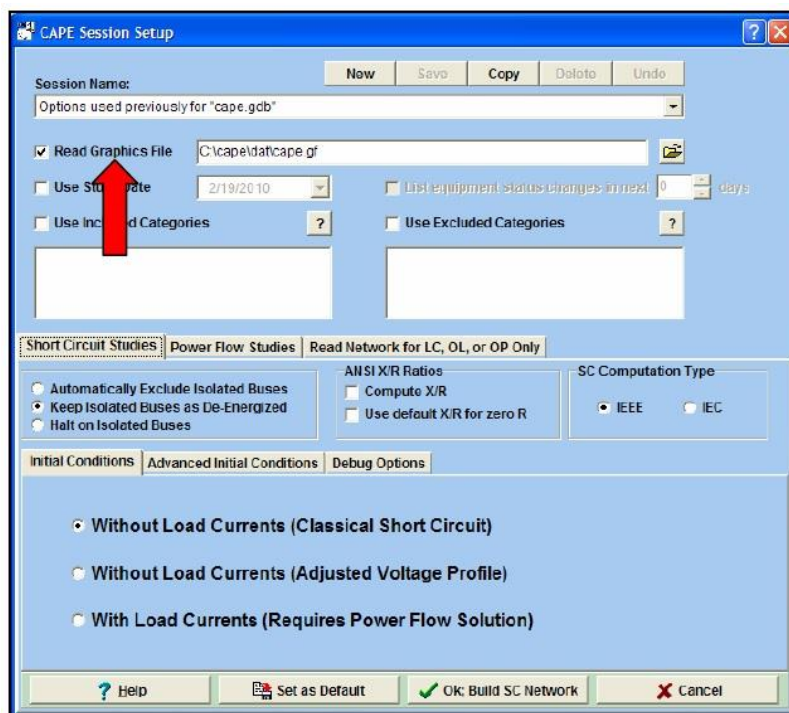 CAPE Session Setup
Session Name:
New Save Copy Delete Undo
Options used previously for "cape.gdb"
Read Graphics File C:\cape\dat\cape.gf
Use Date 2/19/2010 List equipment status changes in next 0 days
Use Categories ? Use Excluded Categories ?
Short Circuit Studies Power Flow Studies Read Network for LC, OL, or OP Only
Automatically Exclude Isolated Buses
Keep Isolated Buses as De-Energized
Halt on Isolated Buses
ANSI X/R Ratios
Compute X/R
Use default X/R for zero R
SC Computation Type
IEEE IEC
Initial Conditions Advanced Initial Conditions Debug Options
Without Load Currents (Classical Short Circuit)
Without Load Currents (Adjusted Voltage Profile)
With Load Currents (Requires Power Flow Solution)
? Help Set as Default Ok: Build SC Network Cancel